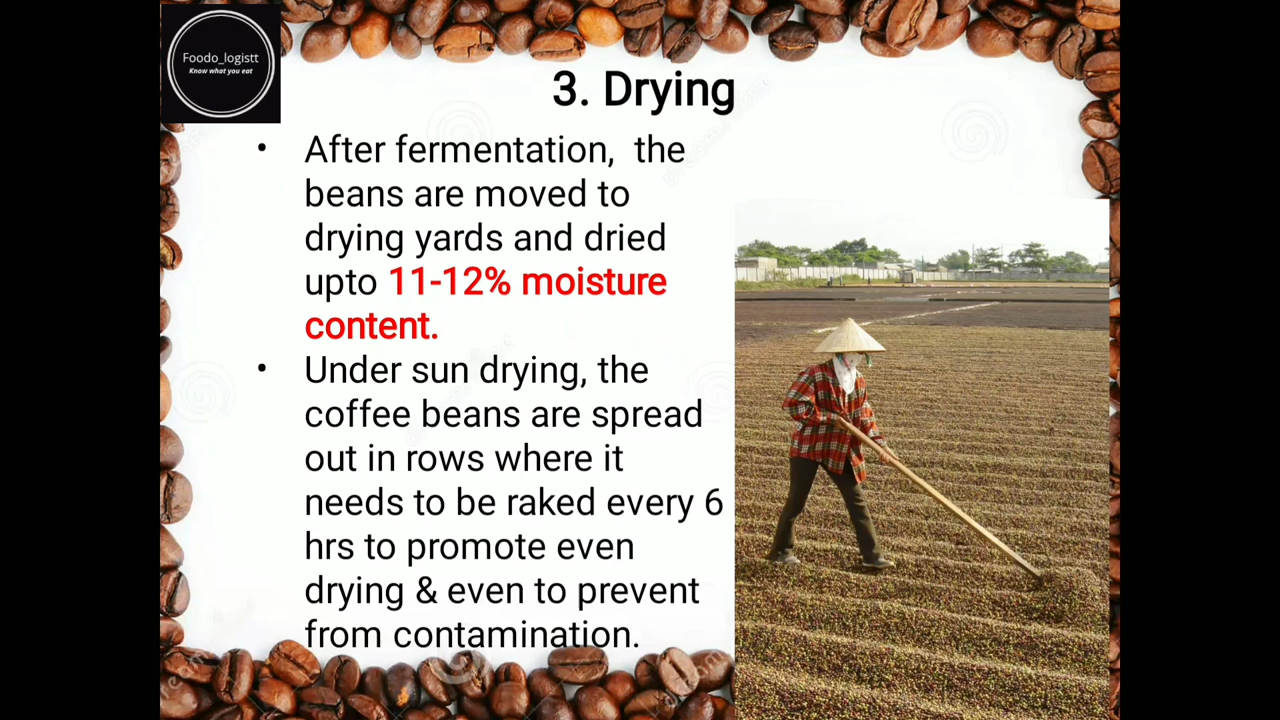 Foodo_logistt
Know what you eat
3. Drying
• After fermentation, the
beans are moved to
drying yards and dried
upto 11-12% moisture
content.
• Under sun drying, the
coffee beans are spread
out in rows where it
needs to be raked every 6
hrs to promote even
drying & even to prevent
from contamination.